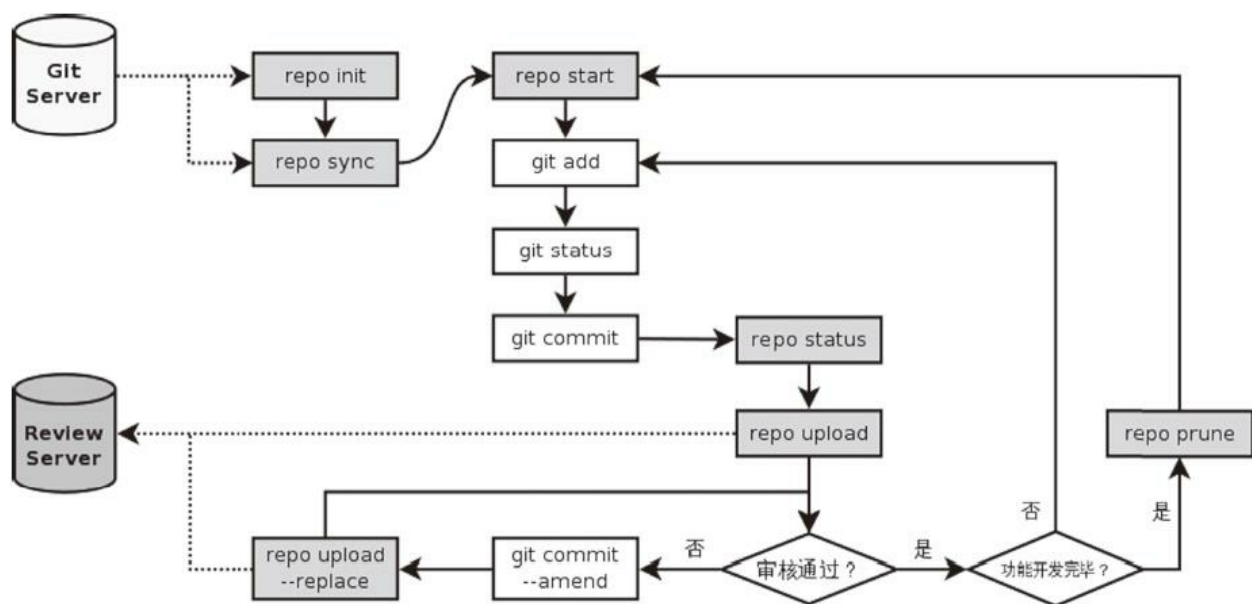 Git
Server
repo init
repo start
repo sync
git add
git status
git commit
repo status
Review
Server
repo upload
repo prune
否
是
repo upload
--replace
git commit
--amend
否
审核通过？
是
功能开发完毕？